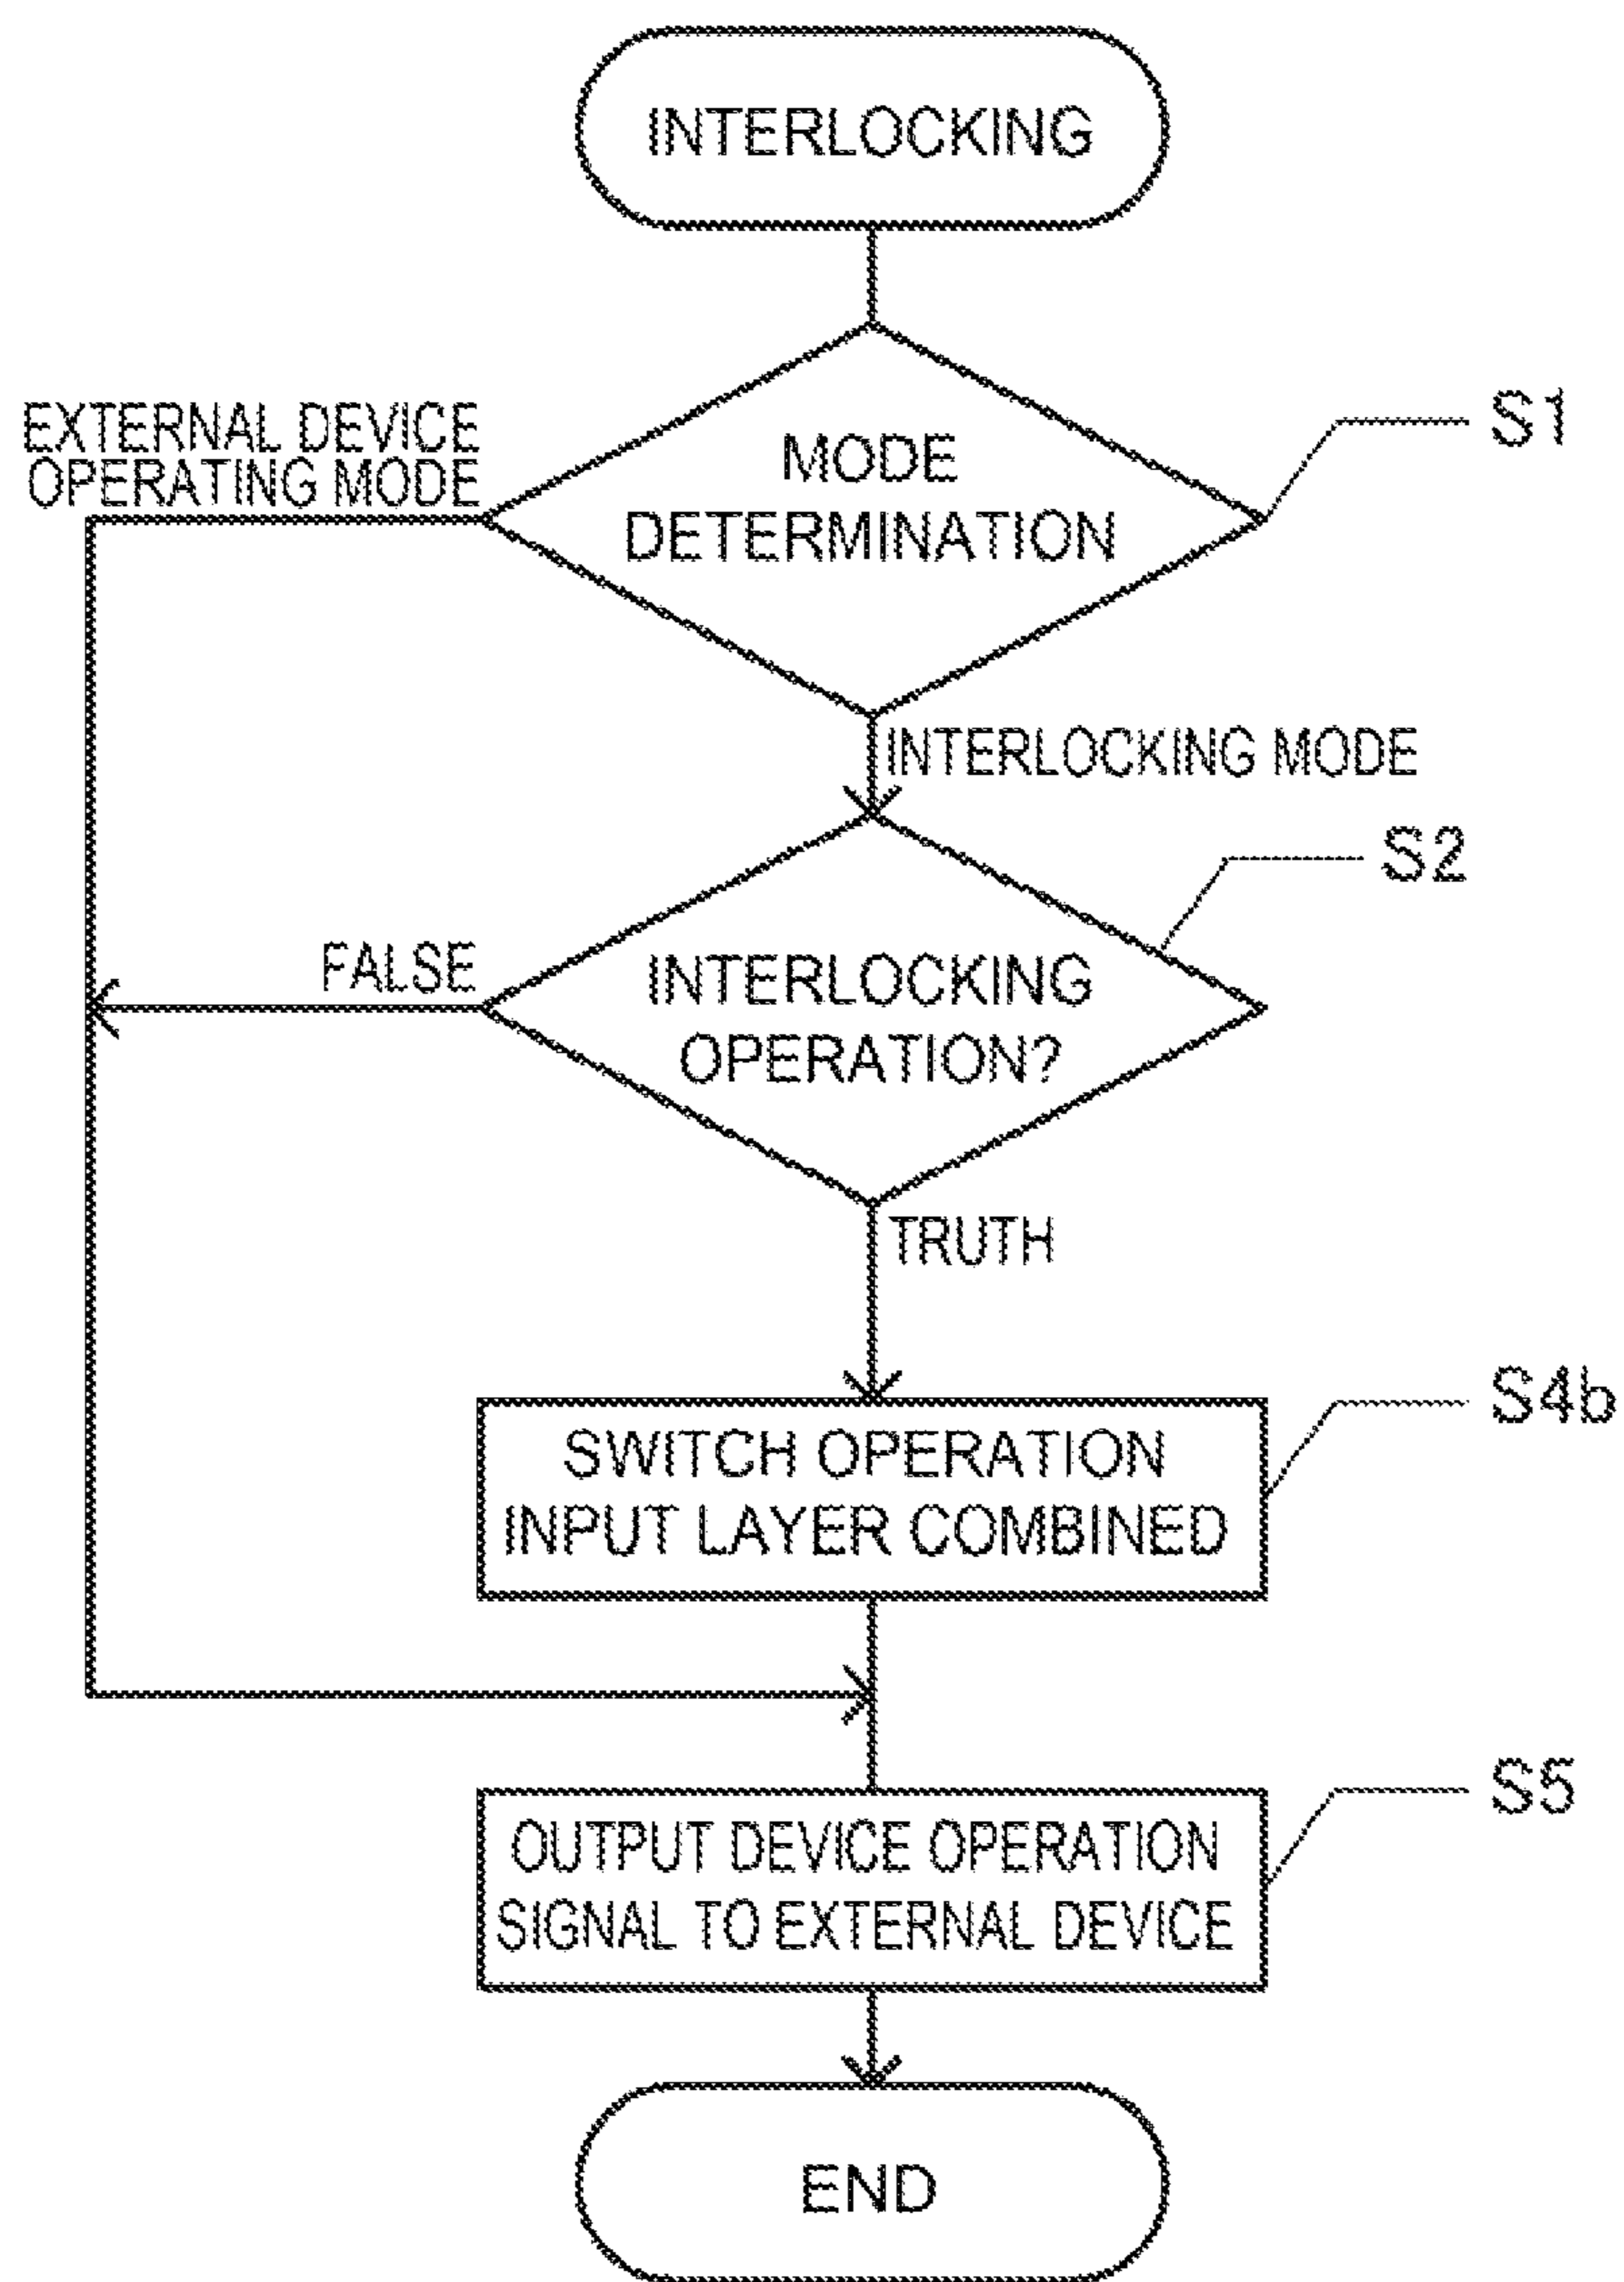 INTERLOCKING
EXTERNAL DEVICE
OPERATING MODE
MODE
DETERMINATION
S1
INTERLOCKING MODE
S2
FALSE
INTERLOCKING
OPERATION?
TRUTH
S4b
SWITCH OPERATION
INPUT LAYER COMBINED
S5
OUTPUT DEVICE OPERATION
SIGNAL TO EXTERNAL DEVICE
END